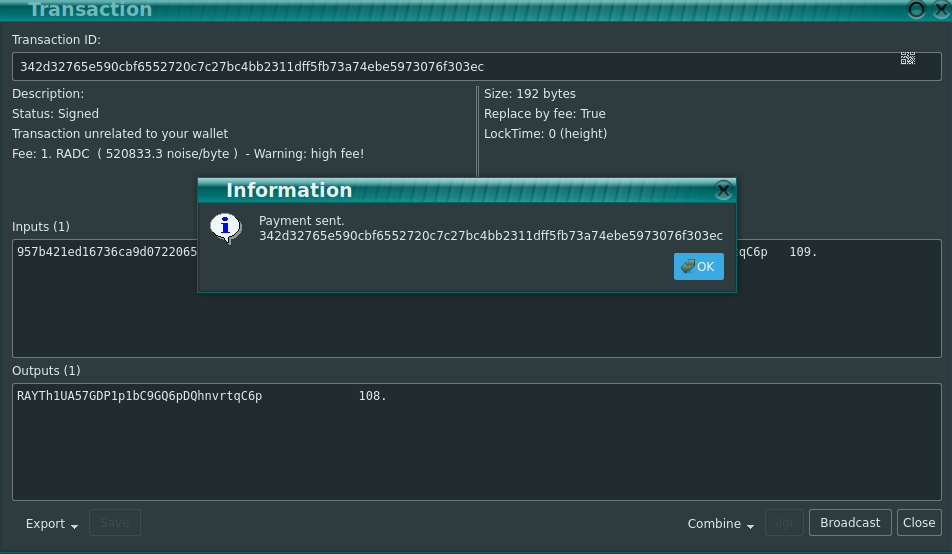 Transaction
Transaction ID:
342d32765e590cbf6552720c7c27bc4bb2311dff5fb73a74ebe5973076f303ec
Description:
Status: Signed
Transaction unrelated to your wallet
Fee: 1. RADC ( 520833.3 noise/byte ) - Warning: high fee!
Size: 192 bytes
Replace by fee: True
LockTime: 0 (height)
Information
Payment sent.
342d32765e590cbf6552720c7c27bc4bb2311dff5fb73a74ebe5973076f303ec
OK
Inputs (1)
957b421ed16736ca9d0722065 qC6p 109.
Outputs (1)
RAYTh1UA57GDP1p1bC9GQ6pDQhnvrtqC6p 108.
Export
Save
Combine
Broadcast
Close